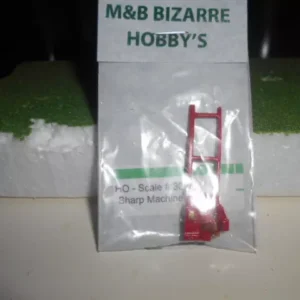 M&B BIZARRE
HOBBY'S
HO - Scale
Sharp Machine